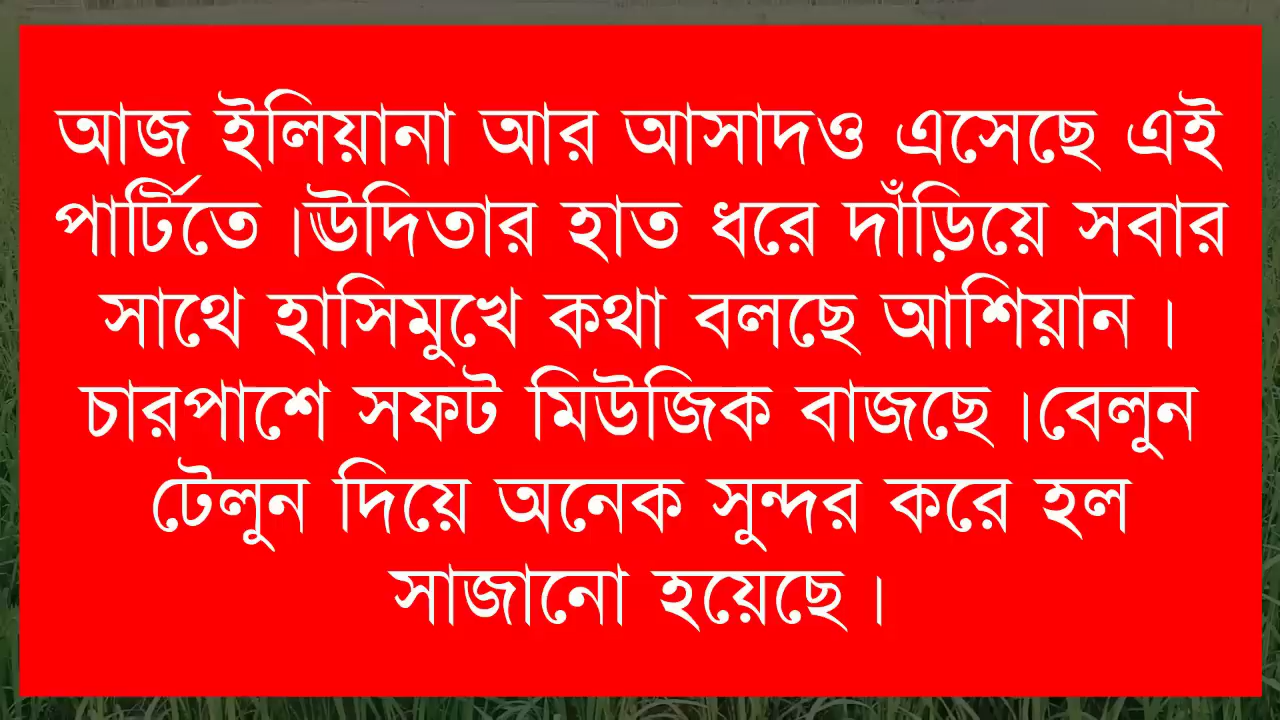 আজ ইলিয়ানা আর আসাদও এসেছে এই
পার্টিতে।ঊদিতার হাত ধরে দাঁড়িয়ে সবার
সাথে হাসিমুখে কথা বলছে আশিয়ান।
চারপাশে সফট মিউজিক বাজছে।বেলুন
টেলুন দিয়ে অনেক সুন্দর করে হল
সাজানো হয়েছে।